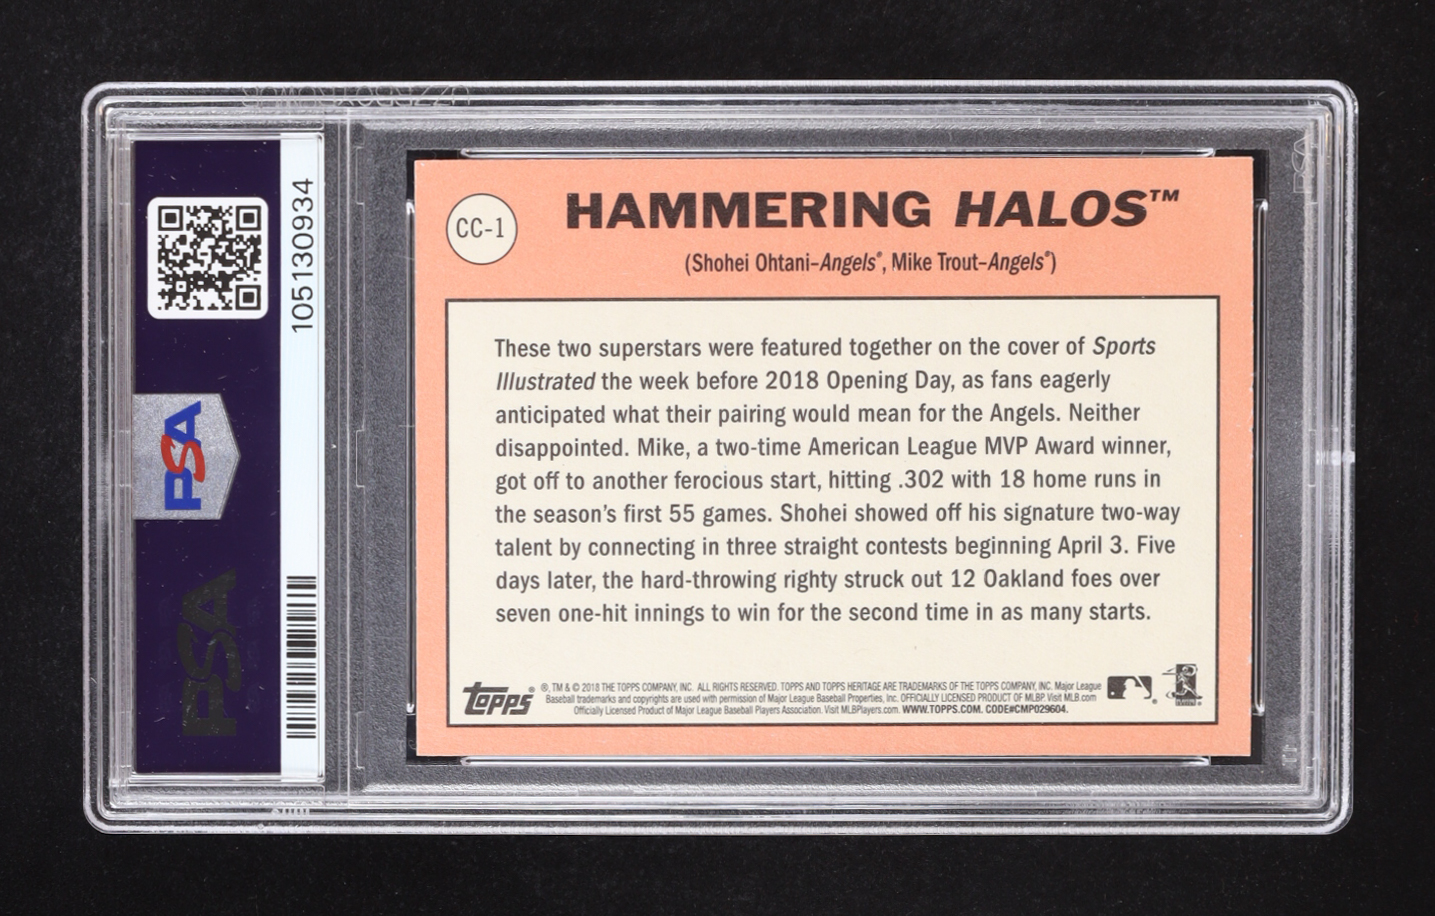 CC-1
HAMMERING HALOS™
(Shohei Ohtani–Angels®, Mike Trout–Angels®)
These two superstars were featured together on the cover of Sports
Illustrated the week before 2018 Opening Day, as fans eagerly
anticipated what their pairing would mean for the Angels. Neither
disappointed. Mike, a two-time American League MVP Award winner,
got off to another ferocious start, hitting .302 with 18 home runs in
the season's first 55 games. Shohei showed off his signature two-way
talent by connecting in three straight contests beginning April 3. Five
days later, the hard-throwing righty struck out 12 Oakland foes over
seven one-hit innings to win for the second time in as many starts.
topps
®, TM & © 2018 THE TOPPS COMPANY, INC. ALL RIGHTS RESERVED. TOPPS AND TOPPS HERITAGE ARE TRADEMARKS OF THE TOPPS COMPANY, INC. Major League
Baseball trademarks and copyrights are used with permission of Major League Baseball Properties, Inc. OFFICIALLY LICENSED PRODUCT OF MLBP. Visit MLB.com
Officially Licensed Product of Major League Baseball Players Association. Visit MLBPlayers.com. WWW.TOPPS.COM. CODE#CMP029604.
105130934
PSA
PSA
PSA